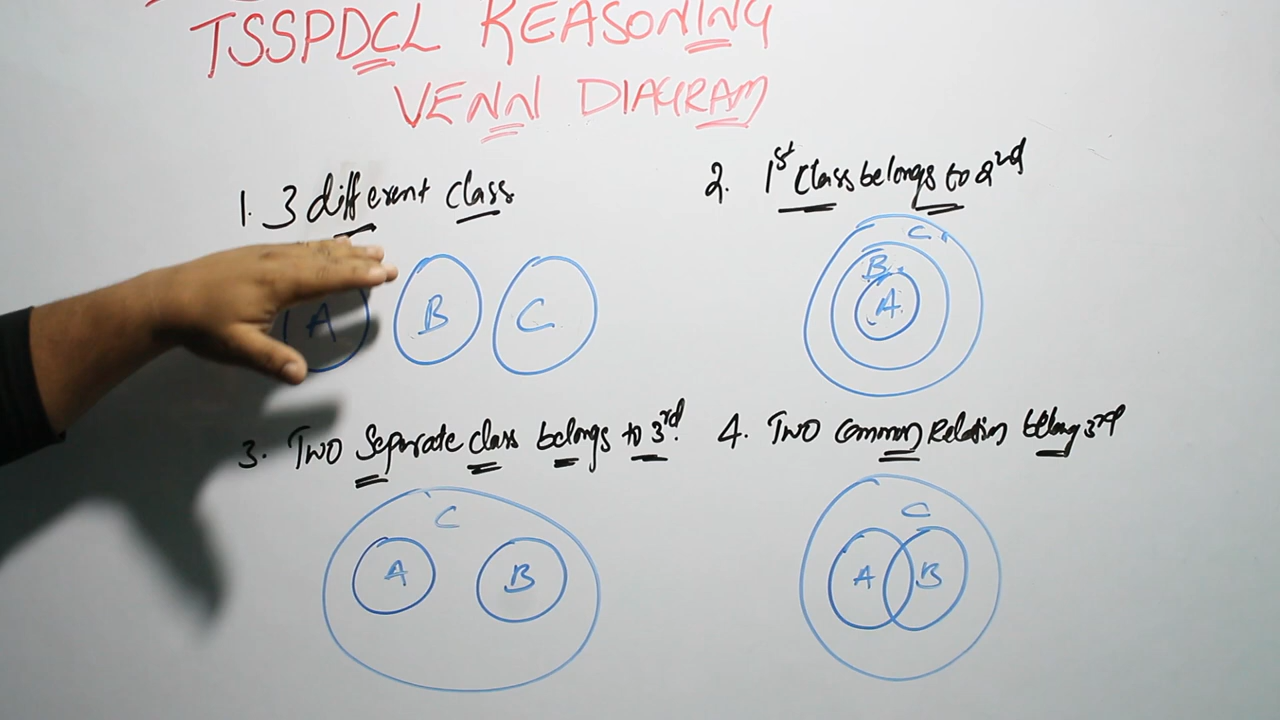 TSSPDCL REASONING
VENN DIAGRAM
1. 3 different class
A B C
2. 1st Class belongs to 2nd
C
B
A
3. Two Separate class belongs to 3rd.
C
A B
4. Two Common Relation belong 3rd
C
A B